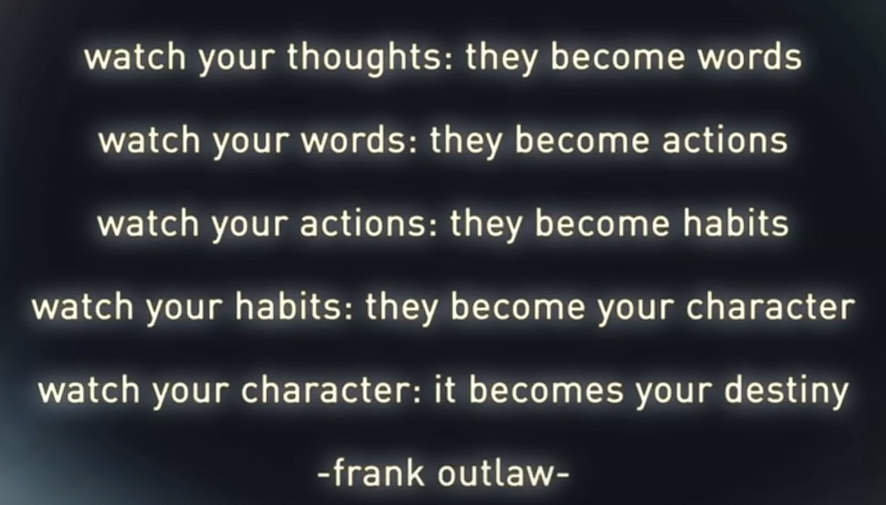 watch your thoughts: they become words
watch your words: they become actions
watch your actions: they become habits
watch your habits: they become your character
watch your character: it becomes your destiny
-frank outlaw-